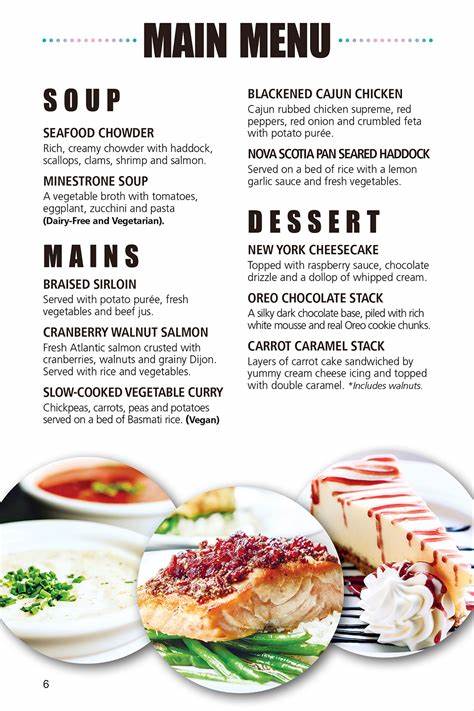 MAIN MENU
SOUP
SEAFOOD CHOWDER
Rich, creamy chowder with haddock,
scallops, clams, shrimp and salmon.
MINESTRONE SOUP
A vegetable broth with tomatoes,
eggplant, zucchini and pasta
(Dairy-Free and Vegetarian).
MAINS
BRAISED SIRLOIN
Served with potato purée, fresh
vegetables and beef jus.
CRANBERRY WALNUT SALMON
Fresh Atlantic salmon crusted with
cranberries, walnuts and grainy Dijon.
Served with rice and vegetables.
SLOW-COOKED VEGETABLE CURRY
Chickpeas, carrots, peas and potatoes
served on a bed of Basmati rice. (Vegan)
BLACKENED CAJUN CHICKEN
Cajun rubbed chicken supreme, red
peppers, red onion and crumbled feta
with potato purée.
NOVA SCOTIA PAN SEARED HADDOCK
Served on a bed of rice with a lemon
garlic sauce and fresh vegetables.
DESSERT
NEW YORK CHEESECAKE
Topped with raspberry sauce, chocolate
drizzle and a dollop of whipped cream.
OREO CHOCOLATE STACK
A silky dark chocolate base, piled with rich
white mousse and real Oreo cookie chunks.
CARROT CARAMEL STACK
Layers of carrot cake sandwiched by
yummy cream cheese icing and topped
with double caramel. *Includes walnuts.
6